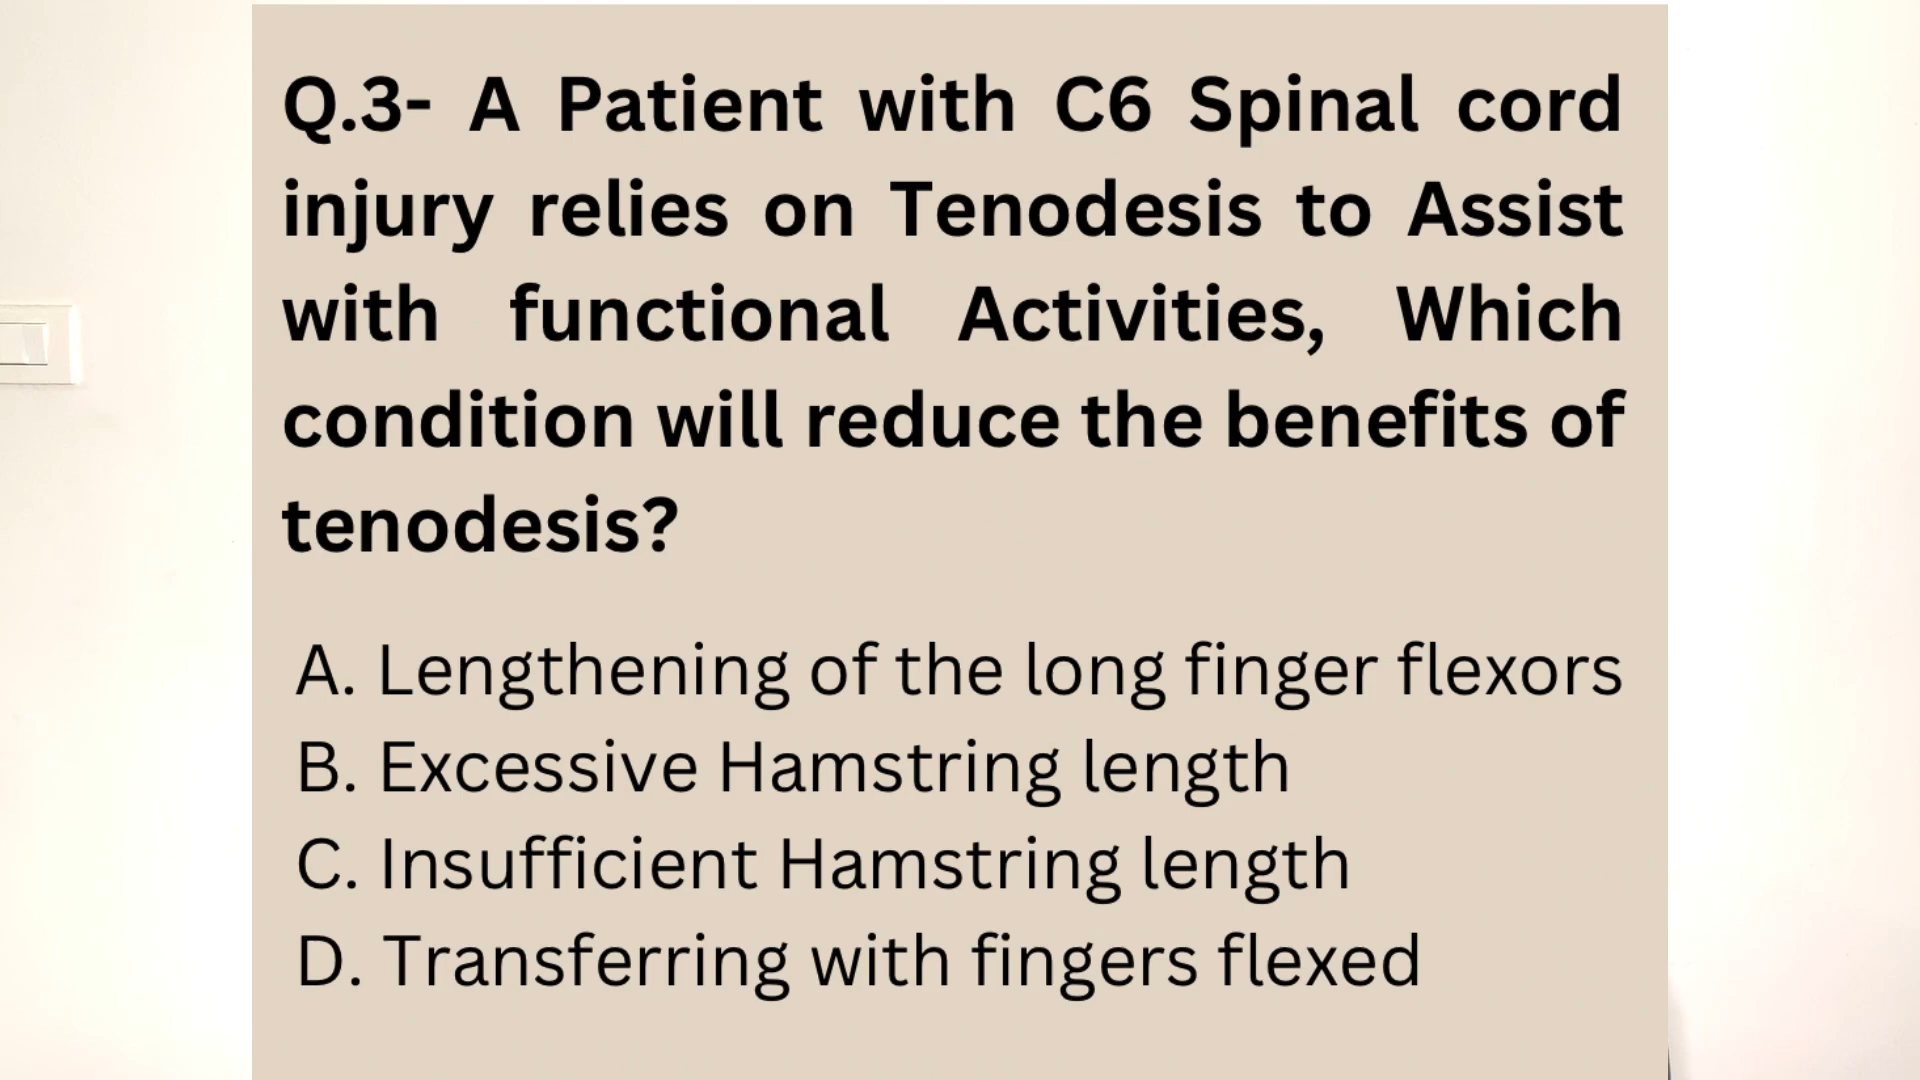 Q.3- A Patient with C6 Spinal cord
injury relies on Tenodesis to Assist
with functional Activities, Which
condition will reduce the benefits of
tenodesis?
A. Lengthening of the long finger flexors
B. Excessive Hamstring length
C. Insufficient Hamstring length
D. Transferring with fingers flexed